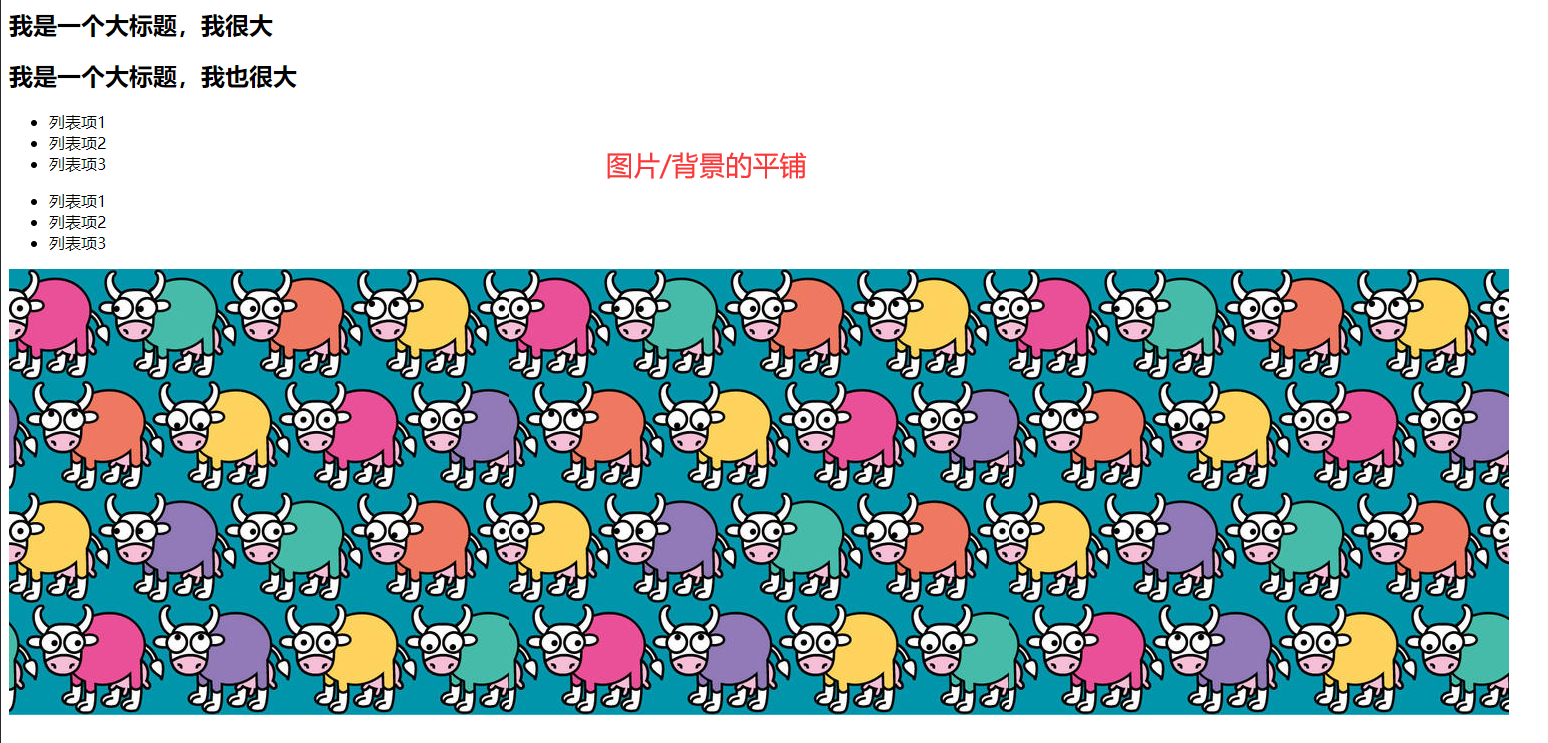 我是一个大标题，我很大
我是一个大标题，我也很大
列表项1
列表项2
列表项3
图片/背景的平铺
列表项1
列表项2
列表项3